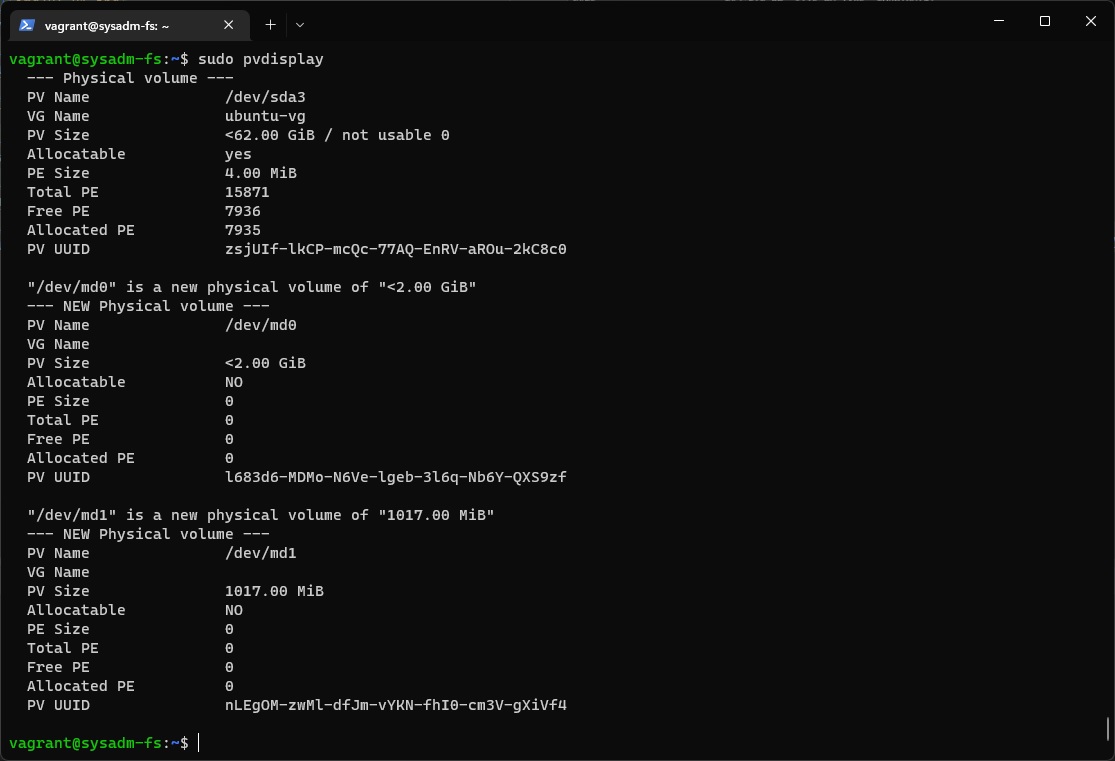 vagrant@sysadm-fs: ~
vagrant@sysadm-fs:~$ sudo pvdisplay
--- Physical volume ---
PV Name /dev/sda3
VG Name ubuntu-vg
PV Size <62.00 GiB / not usable 0
Allocatable yes
PE Size 4.00 MiB
Total PE 15871
Free PE 7936
Allocated PE 7935
PV UUID zsjUIf-lkCP-mcQc-77AQ-EnRV-aROu-2kC8c0
"/dev/md0" is a new physical volume of "<2.00 GiB"
--- NEW Physical volume ---
PV Name /dev/md0
VG Name
PV Size <2.00 GiB
Allocatable NO
PE Size 0
Total PE 0
Free PE 0
Allocated PE 0
PV UUID l683d6-MDMo-N6Ve-lgeb-3l6q-Nb6Y-QXS9zf
"/dev/md1" is a new physical volume of "1017.00 MiB"
--- NEW Physical volume ---
PV Name /dev/md1
VG Name
PV Size 1017.00 MiB
Allocatable NO
PE Size 0
Total PE 0
Free PE 0
Allocated PE 0
PV UUID nLEgOM-zwMl-dfJm-vYKN-fhI0-cm3V-gXiVf4
vagrant@sysadm-fs:~$